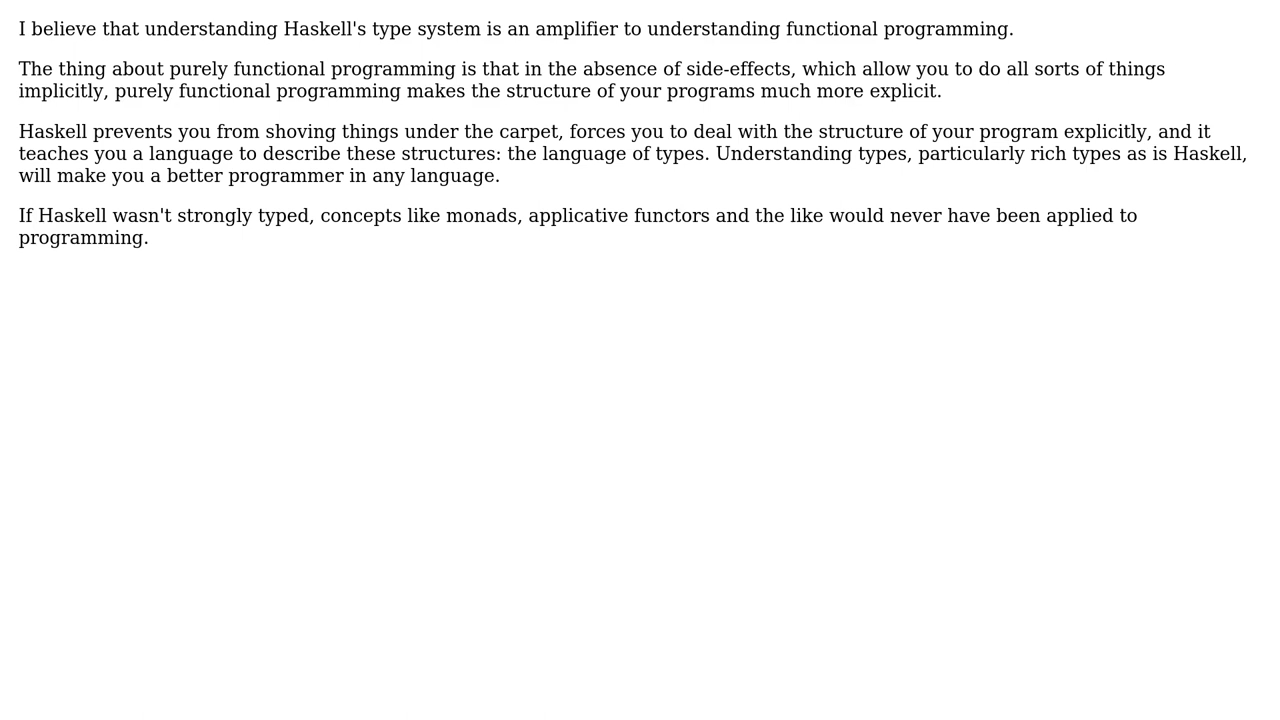 I believe that understanding Haskell's type system is an amplifier to understanding functional programming.
The thing about purely functional programming is that in the absence of side-effects, which allow you to do all sorts of things
implicitly, purely functional programming makes the structure of your programs much more explicit.
Haskell prevents you from shoving things under the carpet, forces you to deal with the structure of your program explicitly, and it
teaches you a language to describe these structures: the language of types. Understanding types, particularly rich types as is Haskell,
will make you a better programmer in any language.
If Haskell wasn't strongly typed, concepts like monads, applicative functors and the like would never have been applied to
programming.